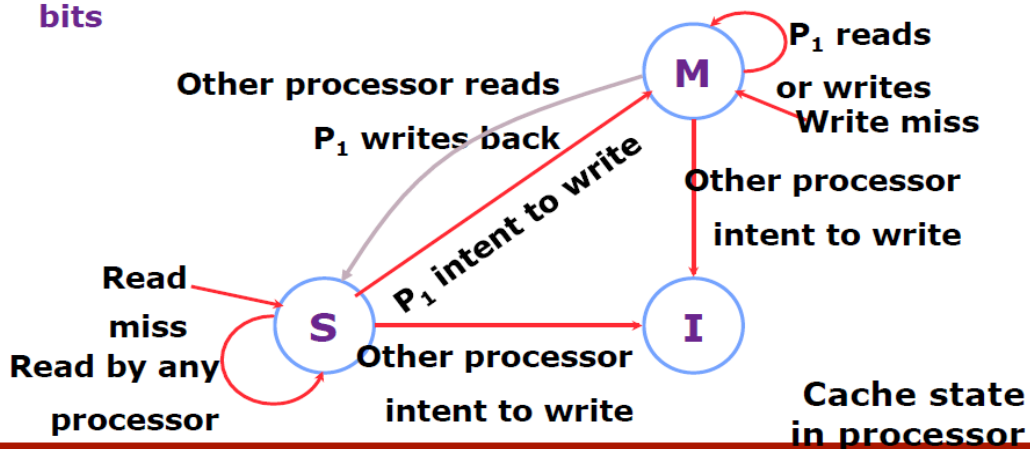 bits
P₁ reads
or writes
Write miss
M
Other processor reads
P₁ writes back
P₁ intent to write
Other processor
intent to write
Read
miss
S
I
Read by any
processor
Other processor
intent to write
Cache state
in processor